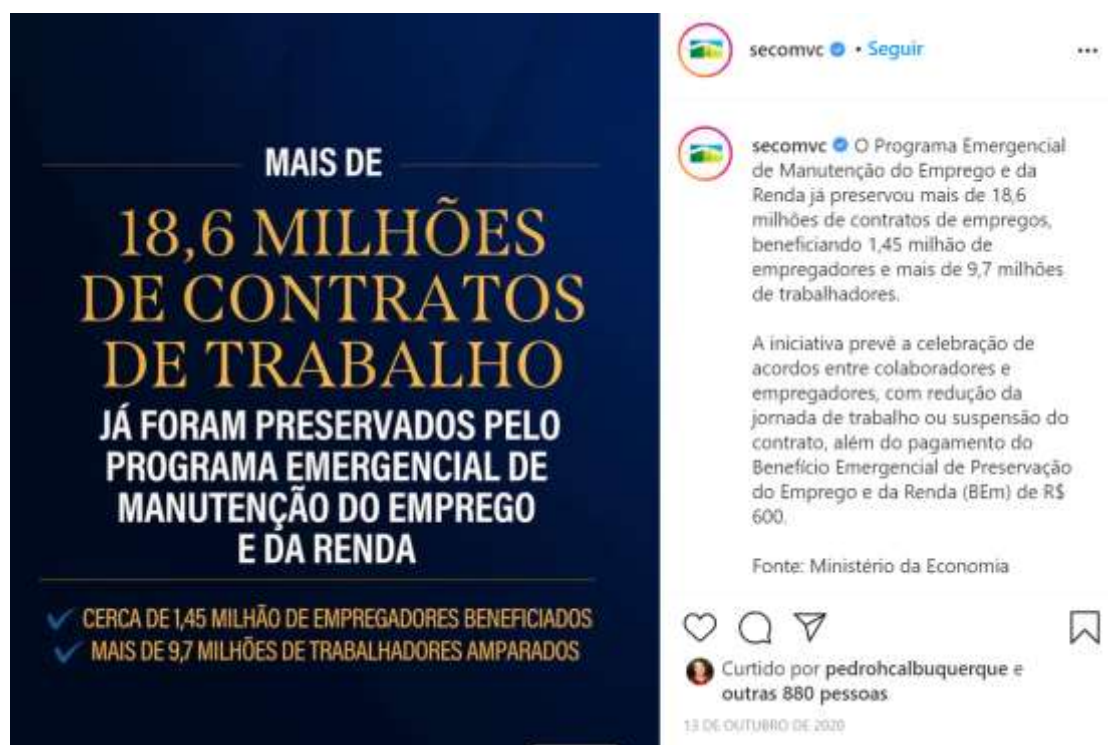 MAIS DE
18,6 MILHÕES
DE CONTRATOS
DE TRABALHO
JÁ FORAM PRESERVADOS PELO
PROGRAMA EMERGENCIAL DE
MANUTENÇÃO DO EMPREGO
E DA RENDA
CERCA DE 1,45 MILHÃO DE EMPREGADORES BENEFICIADOS
MAIS DE 9,7 MILHÕES DE TRABALHADORES AMPARADOS
secomvc • Seguir
secomvc O Programa Emergencial
de Manutenção do Emprego e da
Renda já preservou mais de 18,6
milhões de contratos de empregos,
beneficiando 1,45 milhão de
empregadores e mais de 9,7 milhões
de trabalhadores.
A iniciativa prevê a celebração de
acordos entre colaboradores e
empregadores, com redução da
jornada de trabalho ou suspensão do
contrato, além do pagamento do
Benefício Emergencial de Preservação
do Emprego e da Renda (BEm) de R$
600.
Fonte: Ministério da Economia
Curtido por pedrohcalbuquerque e
outras 880 pessoas
13 DE OUTUBRO DE 2020